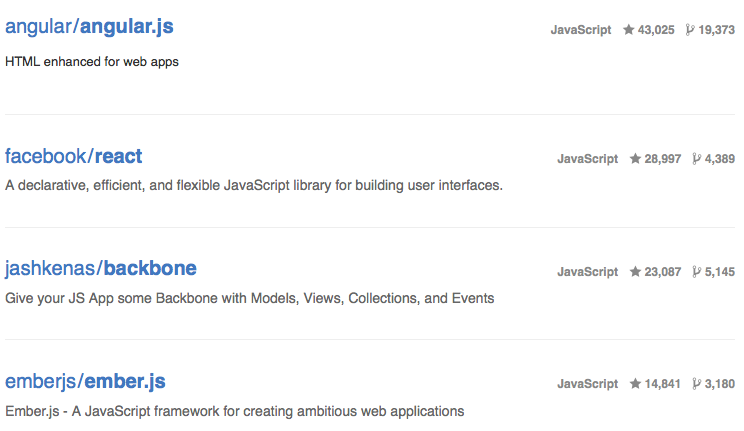 angular/angular.js JavaScript 43,025 19,373
HTML enhanced for web apps
facebook/react JavaScript 28,997 4,389
A declarative, efficient, and flexible JavaScript library for building user interfaces.
jashkenas/backbone JavaScript 23,087 5,145
Give your JS App some Backbone with Models, Views, Collections, and Events
emberjs/ember.js JavaScript 14,841 3,180
Ember.js - A JavaScript framework for creating ambitious web applications